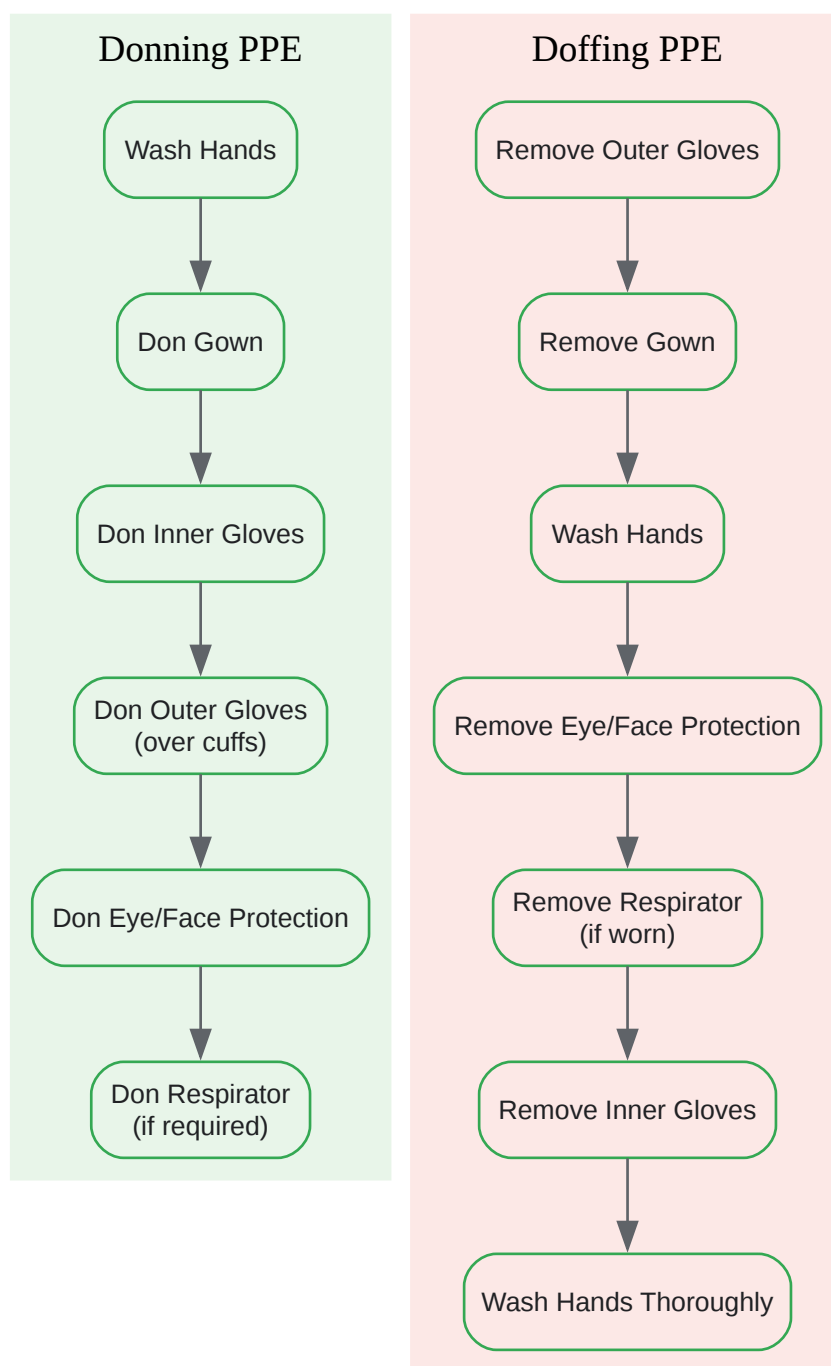 Donning PPE
Wash Hands
Don Gown
Don Inner Gloves
Don Outer Gloves
(over cuffs)
Don Eye/Face Protection
Don Respirator
(if required)
Doffing PPE
Remove Outer Gloves
Remove Gown
Wash Hands
Remove Eye/Face Protection
Remove Respirator
(if worn)
Remove Inner Gloves
Wash Hands Thoroughly